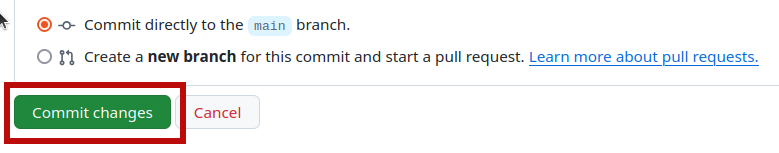 Commit directly to the main branch.
Create a new branch for this commit and start a pull request. Learn more about pull requests.
Commit changes Cancel